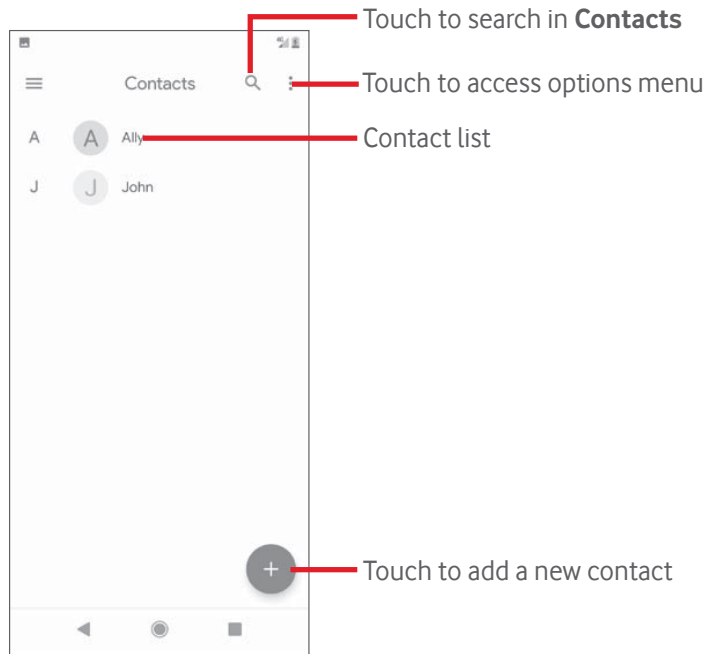 Touch to search in Contacts
Contacts
Touch to access options menu
A A Ally
Contact list
J J John
Touch to add a new contact